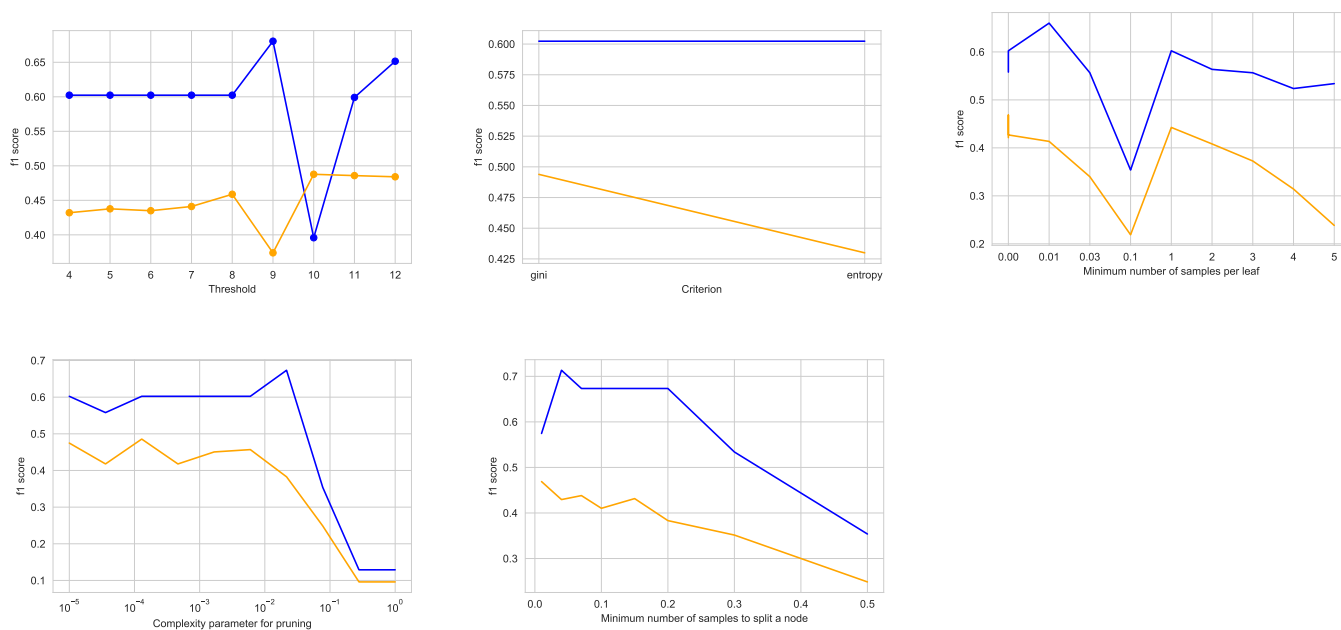 0.65
0.60
0.55
0.50
0.45
0.40
f1 score
4 5 6 7 8 9 10 11 12
Threshold
0.600
0.575
0.550
0.525
0.500
0.475
0.450
0.425
f1 score
gini entropy
Criterion
0.6
0.5
0.4
0.3
0.2
f1 score
0.00 0.01 0.03 0.1 1 2 3 4 5
Minimum number of samples per leaf
0.7
0.6
0.5
0.4
0.3
0.2
0.1
f1 score
10⁻⁵ 10⁻⁴ 10⁻³ 10⁻² 10⁻¹ 10⁰
Complexity parameter for pruning
0.7
0.6
0.5
0.4
0.3
f1 score
0.0 0.1 0.2 0.3 0.4 0.5
Minimum number of samples to split a node